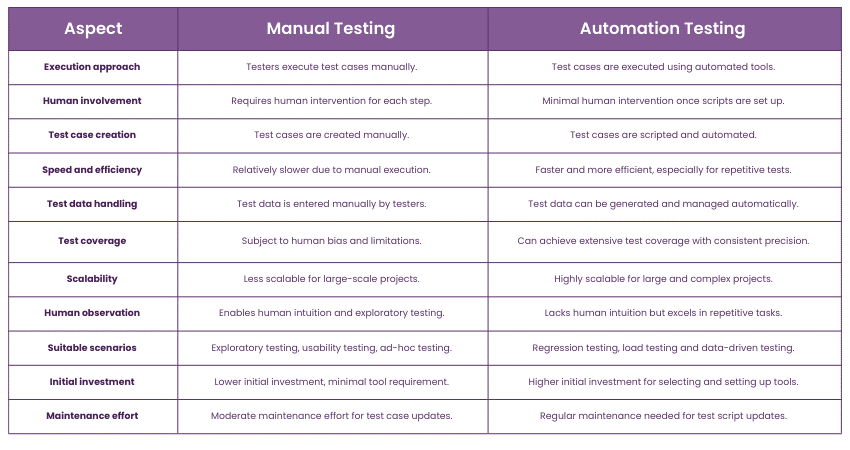 Aspect Manual Testing Automation Testing
Execution approach Testers execute test cases manually. Test cases are executed using automated tools.
Human involvement Requires human intervention for each step. Minimal human intervention once scripts are set up.
Test case creation Test cases are created manually. Test cases are scripted and automated.
Speed and efficiency Relatively slower due to manual execution. Faster and more efficient, especially for repetitive tests.
Test data handling Test data is entered manually by testers. Test data can be generated and managed automatically.
Test coverage Subject to human bias and limitations. Can achieve extensive test coverage with consistent precision.
Scalability Less scalable for large-scale projects. Highly scalable for large and complex projects.
Human observation Enables human intuition and exploratory testing. Lacks human intuition but excels in repetitive tasks.
Suitable scenarios Exploratory testing, usability testing, ad-hoc testing. Regression testing, load testing and data-driven testing.
Initial investment Lower initial investment, minimal tool requirement. Higher initial investment for selecting and setting up tools.
Maintenance effort Moderate maintenance effort for test case updates. Regular maintenance needed for test script updates.